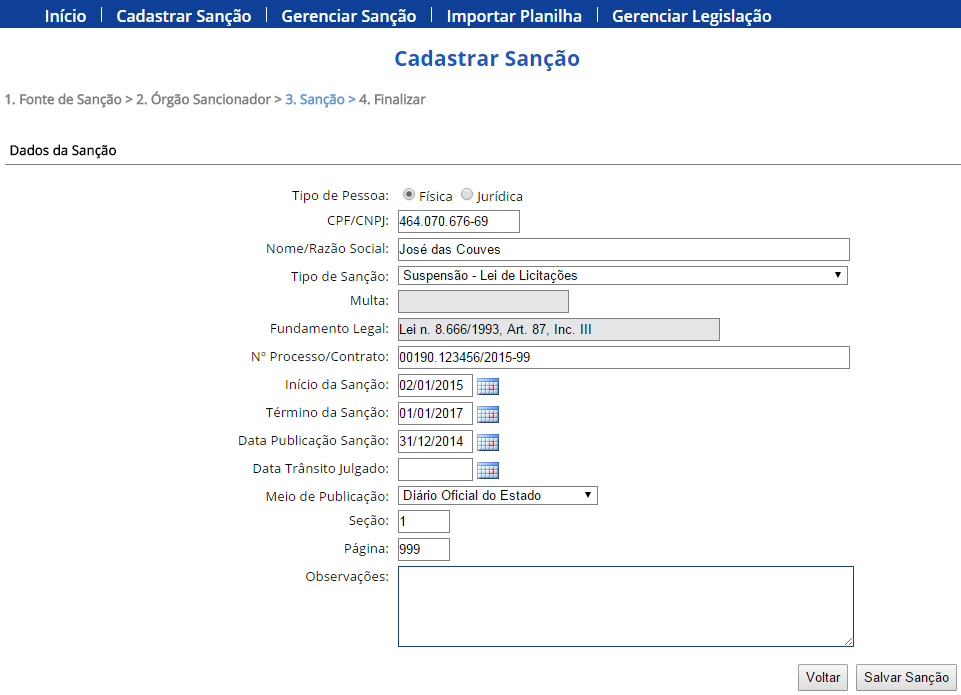 Início | Cadastrar Sanção | Gerenciar Sanção | Importar Planilha | Gerenciar Legislação
Cadastrar Sanção
1. Fonte de Sanção > 2. Órgão Sancionador > 3. Sanção > 4. Finalizar
Dados da Sanção
Tipo de Pessoa: Física Jurídica
CPF/CNPJ: 464.070.676-69
Nome/Razão Social: José das Couves
Tipo de Sanção: Suspensão - Lei de Licitações
Multa:
Fundamento Legal: Lei n. 8.666/1993, Art. 87, Inc. III
Nº Processo/Contrato: 00190.123456/2015-99
Início da Sanção: 02/01/2015
Término da Sanção: 01/01/2017
Data Publicação Sanção: 31/12/2014
Data Trânsito Julgado:
Meio de Publicação: Diário Oficial do Estado
Seção: 1
Página: 999
Observações:
Voltar Salvar Sanção